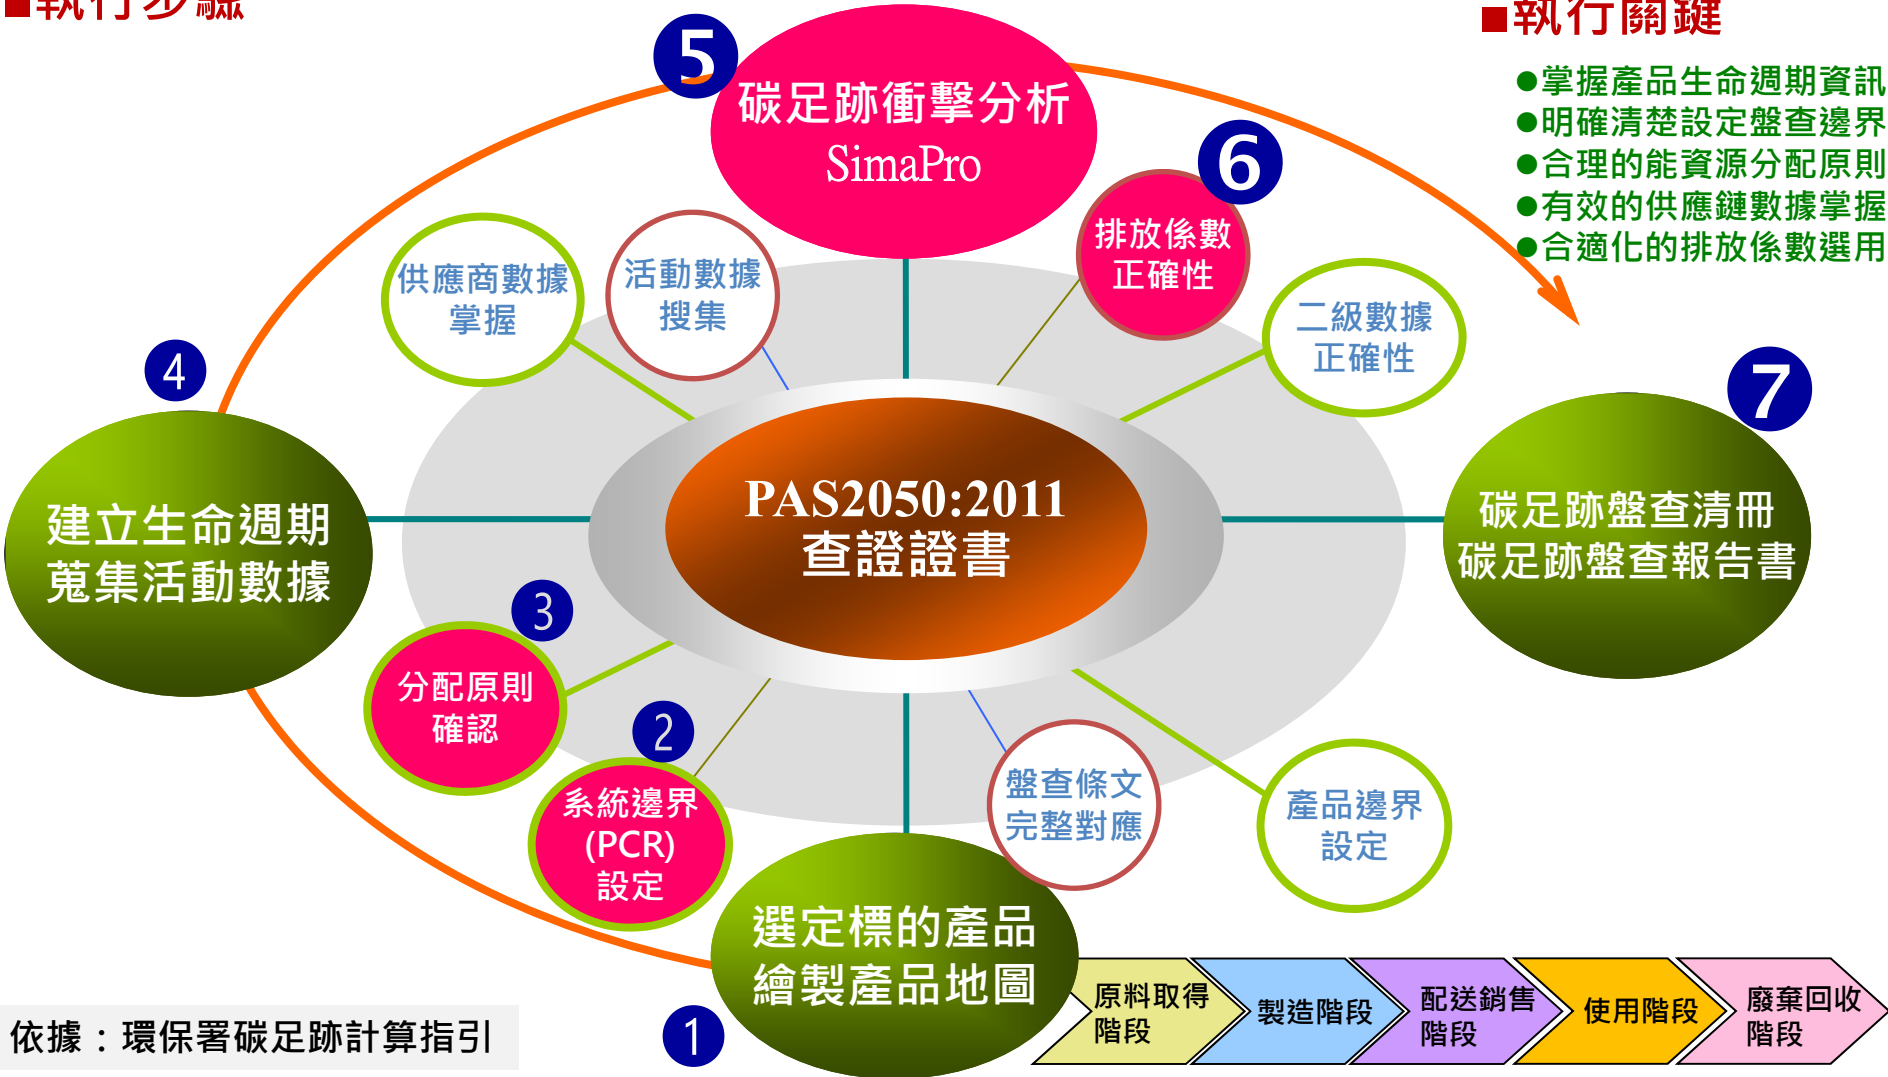 ■執行步驟
■執行關鍵
●掌握產品生命週期資訊
●明確清楚設定盤查邊界
●合理的能資源分配原則
●有效的供應鏈數據掌握
●合適化的排放係數選用
5
碳足跡衝擊分析
SimaPro
6
排放係數
正確性
供應商數據
掌握
活動數據
搜集
二級數據
正確性
4
建立生命週期
蒐集活動數據
PAS2050:2011
查證證書
7
碳足跡盤查清冊
碳足跡盤查報告書
3
分配原則
確認
2
系統邊界
(PCR)
設定
盤查條文
完整對應
產品邊界
設定
1
選定標的產品
繪製產品地圖
原料取得
階段
製造階段
配送銷售
階段
使用階段
廢棄回收
階段
依據：環保署碳足跡計算指引